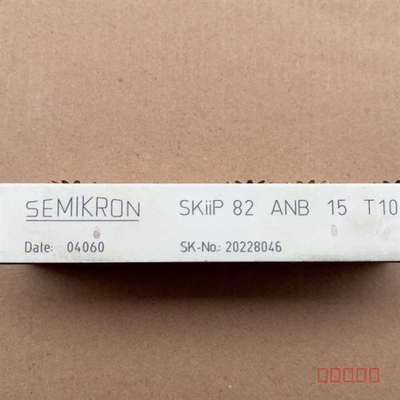 SEMIKRON SKiiP 82 ANB 15 T10
Date: 04060 SK-No.: 20228046